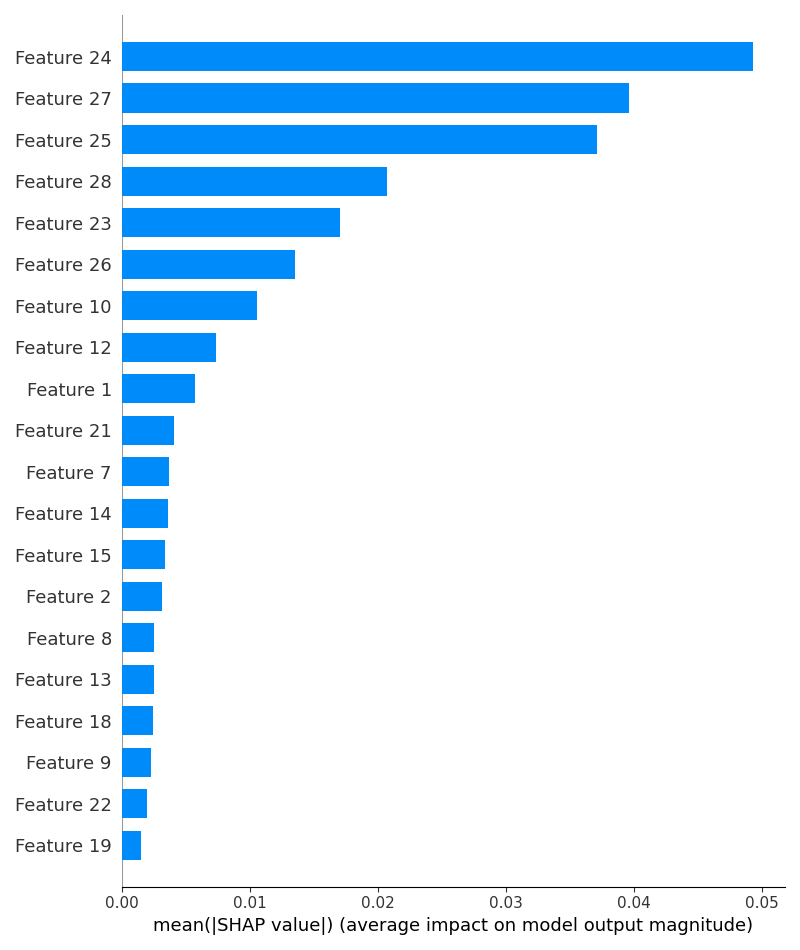 Feature 24
Feature 27
Feature 25
Feature 28
Feature 23
Feature 26
Feature 10
Feature 12
Feature 1
Feature 21
Feature 7
Feature 14
Feature 15
Feature 2
Feature 8
Feature 13
Feature 18
Feature 9
Feature 22
Feature 19
0.00 0.01 0.02 0.03 0.04 0.05
mean(|SHAP value|) (average impact on model output magnitude)